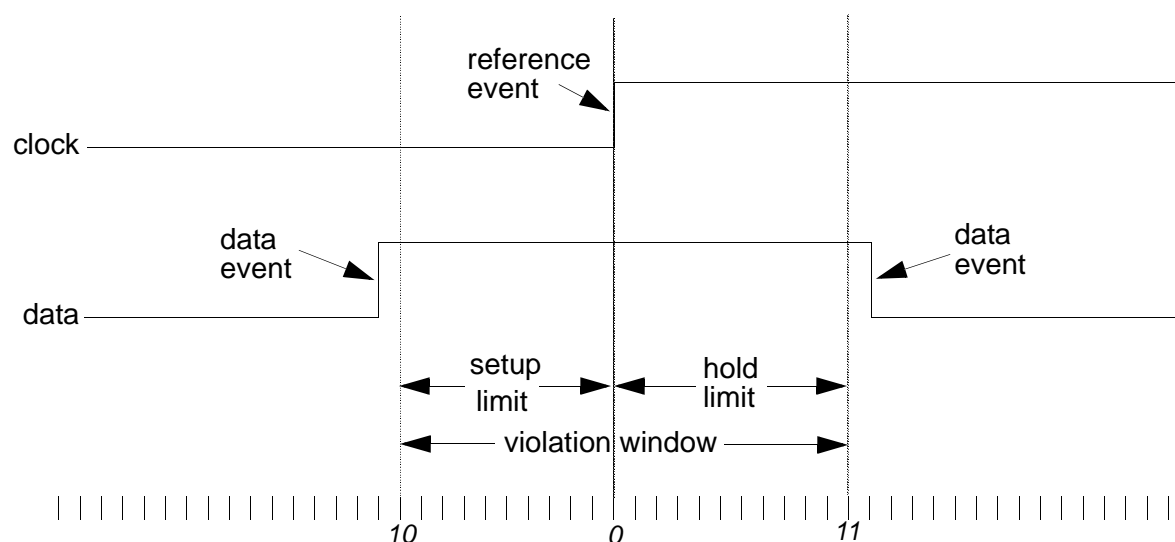 reference
event
clock
data
event
data
event
data
setup
limit
hold
limit
violation window
10
0
11